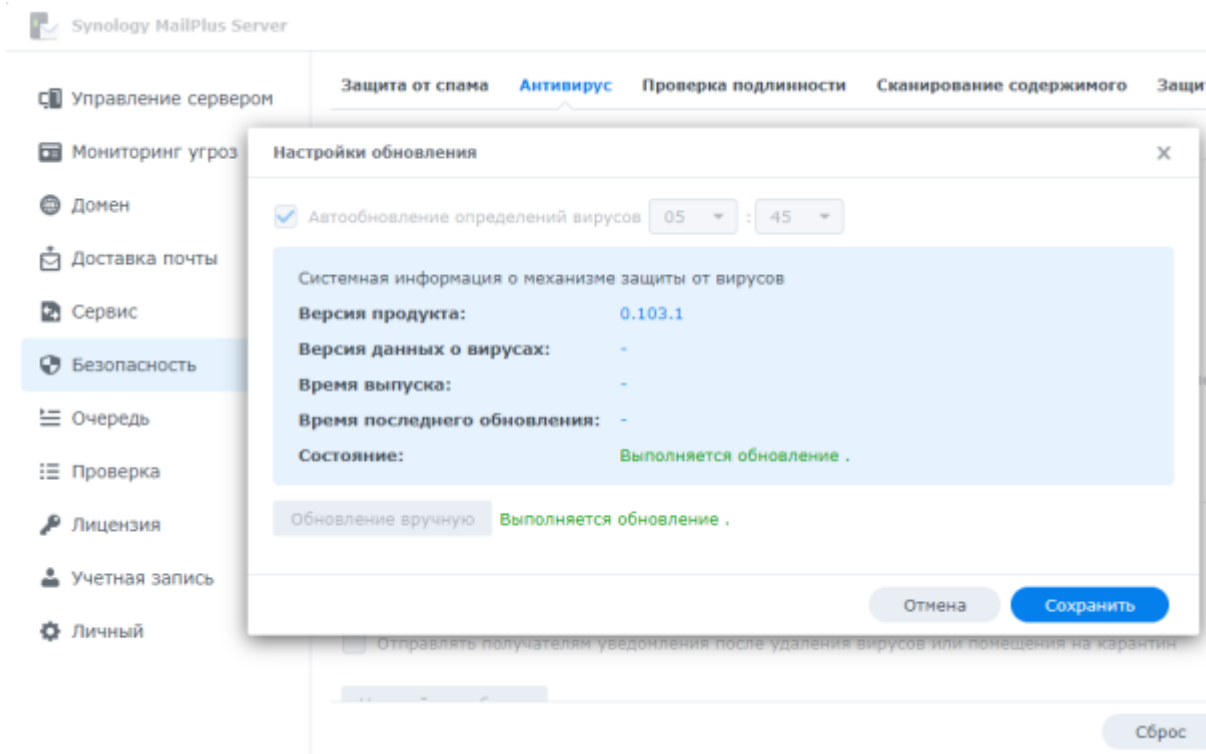 Synology MailPlus Server
Управление сервером
Мониторинг угроз
Домен
Доставка почты
Сервис
Безопасность
Очередь
Проверка
Лицензия
Учетная запись
Личный
Защита от спама Антивирус Проверка подлинности Сканирование содержимого Защит
Настройки обновления
Автообновление определений вирусов 05 : 45
Системная информация о механизме защиты от вирусов
Версия продукта: 0.103.1
Версия данных о вирусах: -
Время выпуска: -
Время последнего обновления: -
Состояние: Выполняется обновление .
Обновление вручную Выполняется обновление .
Отмена Сохранить
Отправлять получателям уведомления после удаления вирусов или помещения на карантин
Сброс